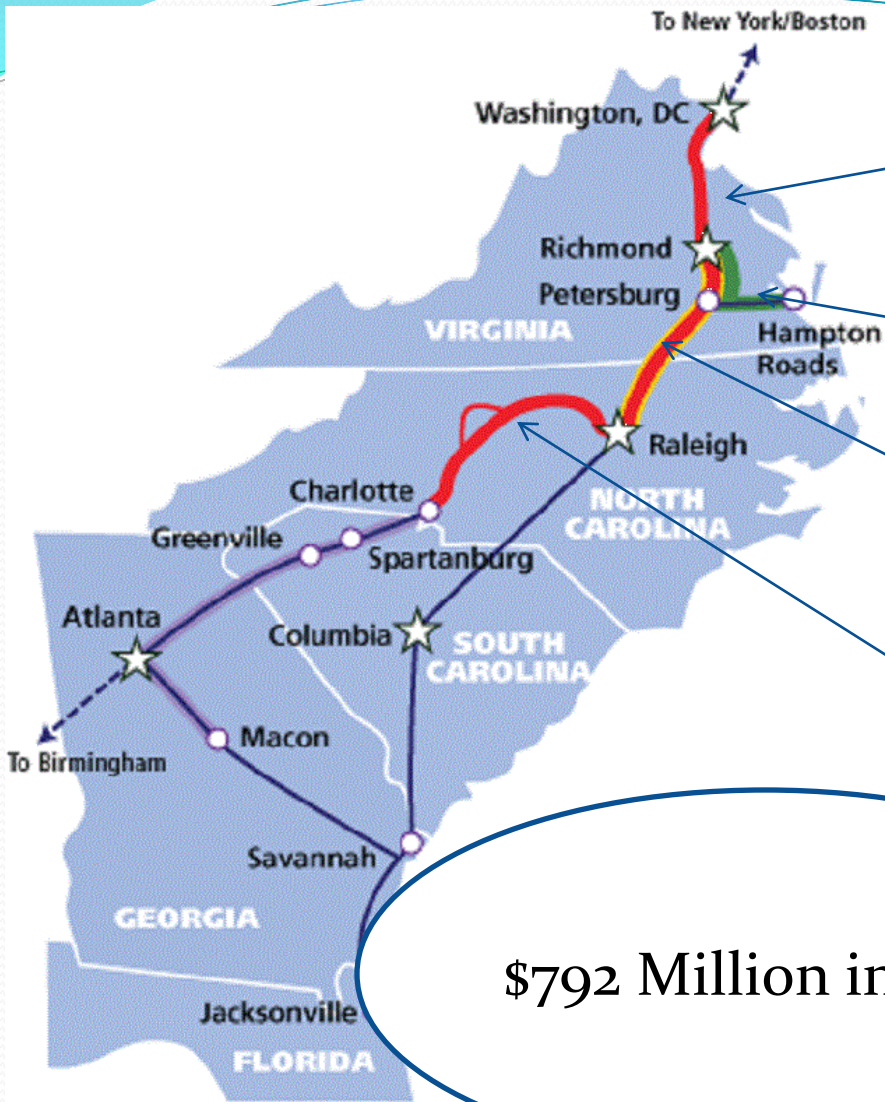 To New York/Boston
Washington, DC
Richmond
Petersburg
VIRGINIA
Hampton
Roads
Raleigh
Charlotte
NORTH
CAROLINA
Greenville
Spartanburg
Atlanta
Columbia
SOUTH
CAROLINA
Macon
To Birmingham
Savannah
GEORGIA
$792 Million in
Jacksonville
FLORIDA